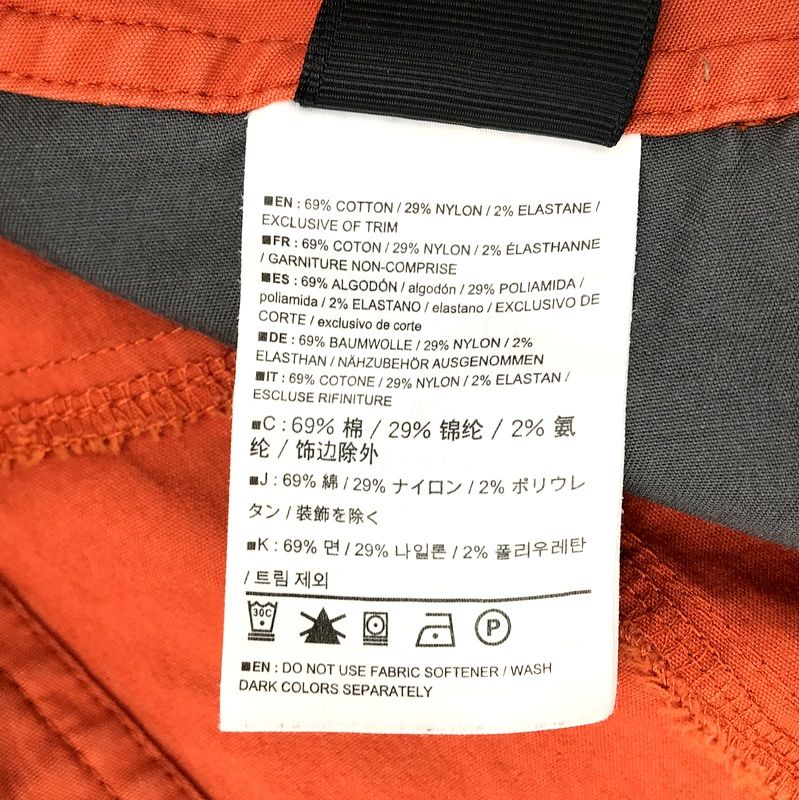 EN : 69% COTTON / 29% NYLON / 2% ELASTANE /
EXCLUSIVE OF TRIM
FR : 69% COTON / 29% NYLON / 2% ÉLASTHANNE
/ GARNITURE NON-COMPRISE
ES : 69% ALGODÓN / algodón / 29% POLIAMIDA /
poliamida / 2% ELASTANO / elastano / EXCLUSIVO DE
CORTE / exclusivo de corte
DE : 69% BAUMWOLLE / 29% NYLON / 2%
ELASTHAN / NÄHZUBEHÖR AUSGENOMMEN
IT : 69% COTONE / 29% NYLON / 2% ELASTAN /
ESCLUSE RIFINITURE
C : 69% 棉 / 29% 锦纶 / 2% 氨
纶 / 饰边除外
J : 69% 綿 / 29% ナイロン / 2% ポリウレ
タン / 装飾を除く
K : 69% 면 / 29% 나일론 / 2% 폴리우레탄
/ 트림 제외
30C P
EN : DO NOT USE FABRIC SOFTENER / WASH
DARK COLORS SEPARATELY